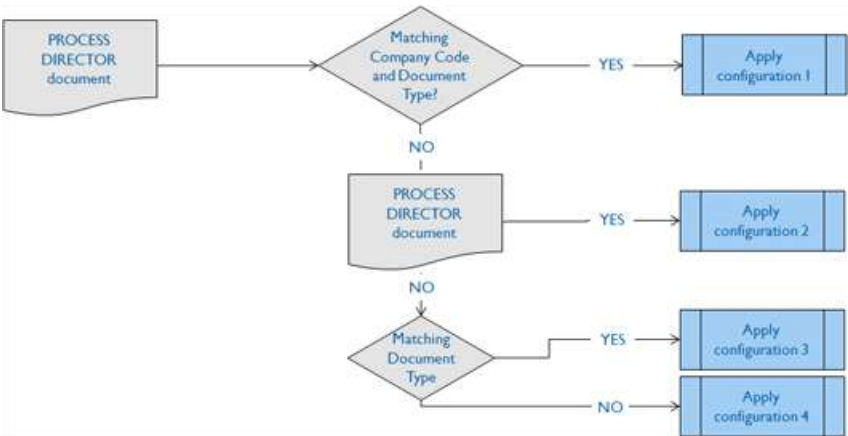 PROCESS
DIRECTOR
document
Matching
Company Code
and Document
Type?
YES
Apply
configuration 1
NO
PROCESS
DIRECTOR
document
YES
Apply
configuration 2
NO
Matching
Document
Type
YES
Apply
configuration 3
NO
Apply
configuration 4